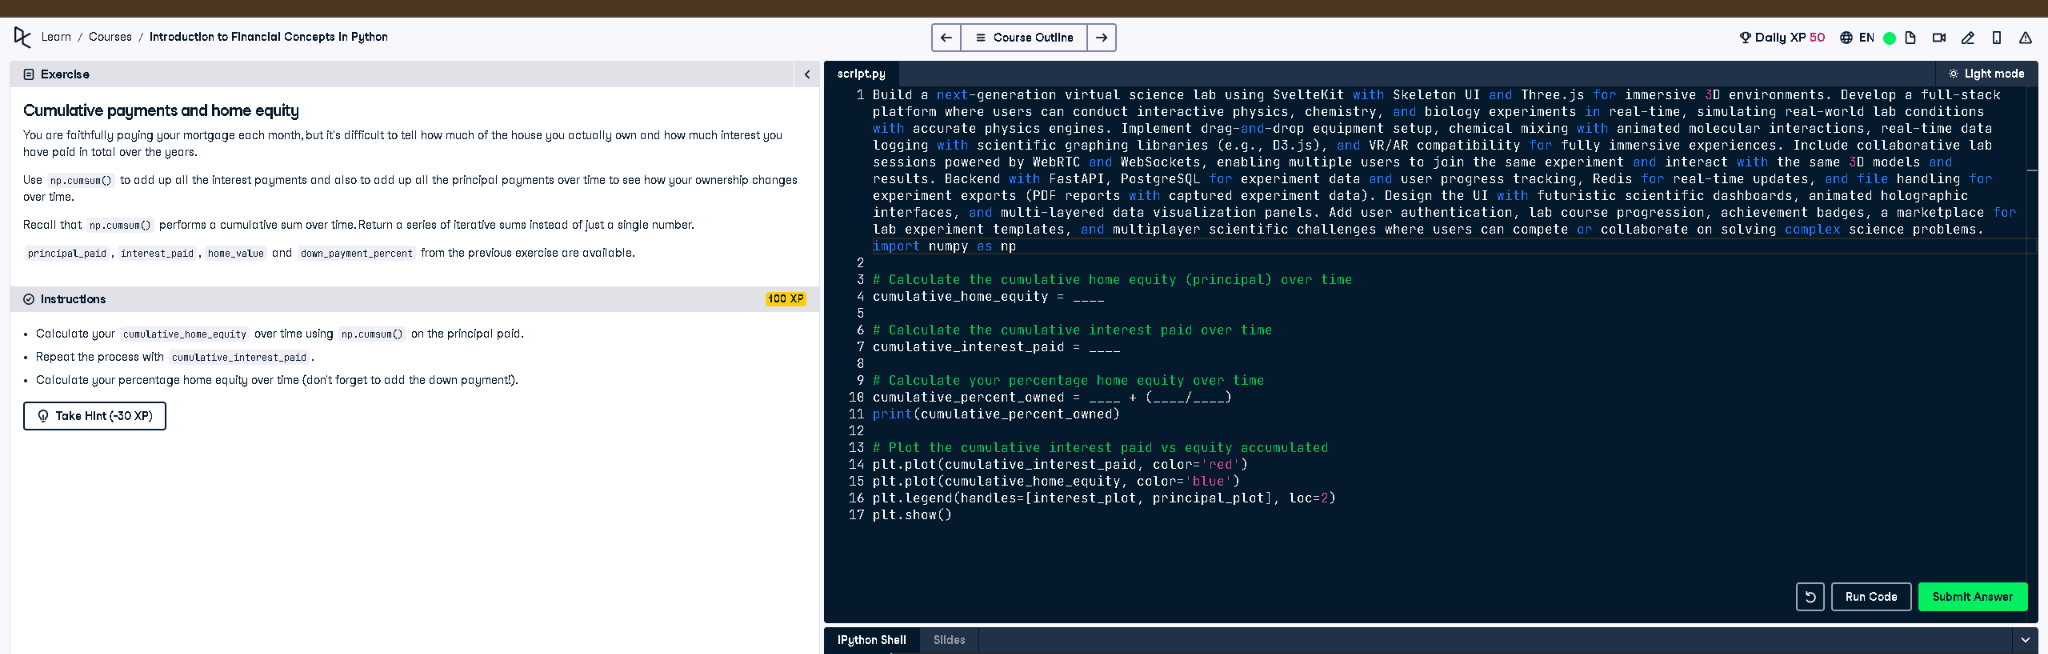 Learn / Courses / Introduction to Financial Concepts in Python
Course Outline
Daily XP 50
EN
Exercise
Cumulative payments and home equity
You are faithfully paying your mortgage each month, but it's difficult to tell how much of the house you actually own and how much interest you
have paid in total over the years.
Use np.cumsum() to add up all the interest payments and also to add up all the principal payments over time to see how your ownership changes
over time.
Recall that np.cumsum() performs a cumulative sum over time. Return a series of iterative sums instead of just a single number.
principal_paid , interest_paid , home_value and down_payment_percent from the previous exercise are available.
Instructions
100 XP
• Calculate your cumulative_home_equity over time using np.cumsum() on the principal paid.
• Repeat the process with cumulative_interest_paid .
• Calculate your percentage home equity over time (don't forget to add the down payment!).
Take Hint (-30 XP)
script.py
Light mode
1 Build a next-generation virtual science lab using SvelteKit with Skeleton UI and Three.js for immersive 3D environments. Develop a full-stack
platform where users can conduct interactive physics, chemistry, and biology experiments in real-time, simulating real-world lab conditions
with accurate physics engines. Implement drag-and-drop equipment setup, chemical mixing with animated molecular interactions, real-time data
logging with scientific graphing libraries (e.g., D3.js), and VR/AR compatibility for fully immersive experiences. Include collaborative lab
sessions powered by WebRTC and WebSockets, enabling multiple users to join the same experiment and interact with the same 3D models and
results. Backend with FastAPI, PostgreSQL for experiment data and user progress tracking, Redis for real-time updates, and file handling for
experiment exports (PDF reports with captured experiment data). Design the UI with futuristic scientific dashboards, animated holographic
interfaces, and multi-layered data visualization panels. Add user authentication, lab course progression, achievement badges, a marketplace for
lab experiment templates, and multiplayer scientific challenges where users can compete or collaborate on solving complex science problems.
import numpy as np
2
3 # Calculate the cumulative home equity (principal) over time
4 cumulative_home_equity = ____
5
6 # Calculate the cumulative interest paid over time
7 cumulative_interest_paid = ____
8
9 # Calculate your percentage home equity over time
10 cumulative_percent_owned = ____ + (____/____)
11 print(cumulative_percent_owned)
12
13 # Plot the cumulative interest paid vs equity accumulated
14 plt.plot(cumulative_interest_paid, color='red')
15 plt.plot(cumulative_home_equity, color='blue')
16 plt.legend(handles=[interest_plot, principal_plot], loc=2)
17 plt.show()
Run Code
Submit Answer
IPython Shell
Slides